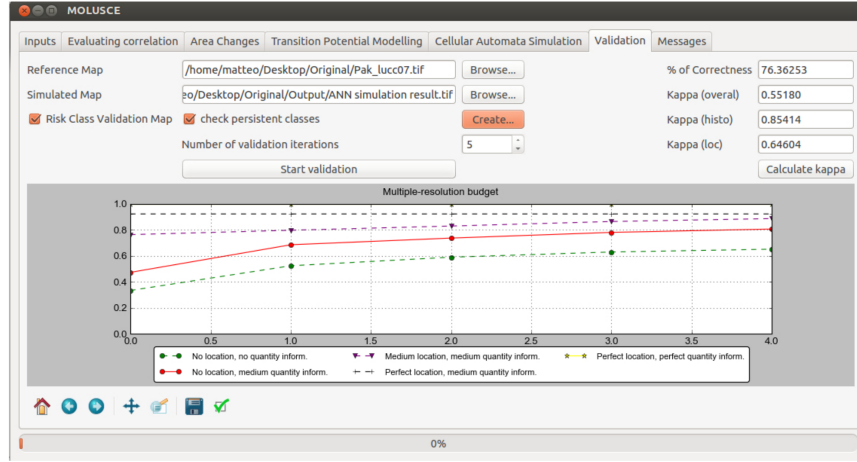 MOLUSCE
Inputs Evaluating correlation Area Changes Transition Potential Modelling Cellular Automata Simulation Validation Messages
Reference Map /home/matteo/Desktop/Original/Pak_lucc07.tif Browse... % of Correctness 76.36253
Simulated Map eo/Desktop/Original/Output/ANN simulation result.tif Browse... Kappa (overal) 0.55180
Risk Class Validation Map check persistent classes Create... Kappa (histo) 0.85414
Number of validation iterations 5 Kappa (loc) 0.64604
Start validation Calculate kappa
Multiple-resolution budget
1.0
0.8
0.6
0.4
0.2
0.0
0.0 0.5 1.0 1.5 2.0 2.5 3.0 3.5 4.0
No location, no quantity inform. Medium location, medium quantity inform. Perfect location, perfect quantity inform.
No location, medium quantity inform. Perfect location, medium quantity inform.
0%